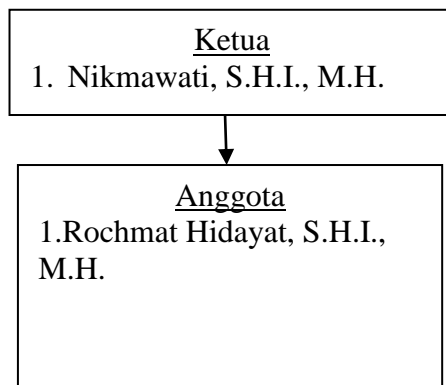 Ketua
1. Nikmawati, S.H.I., M.H.
Anggota
1.Rochmat Hidayat, S.H.I.,
M.H.